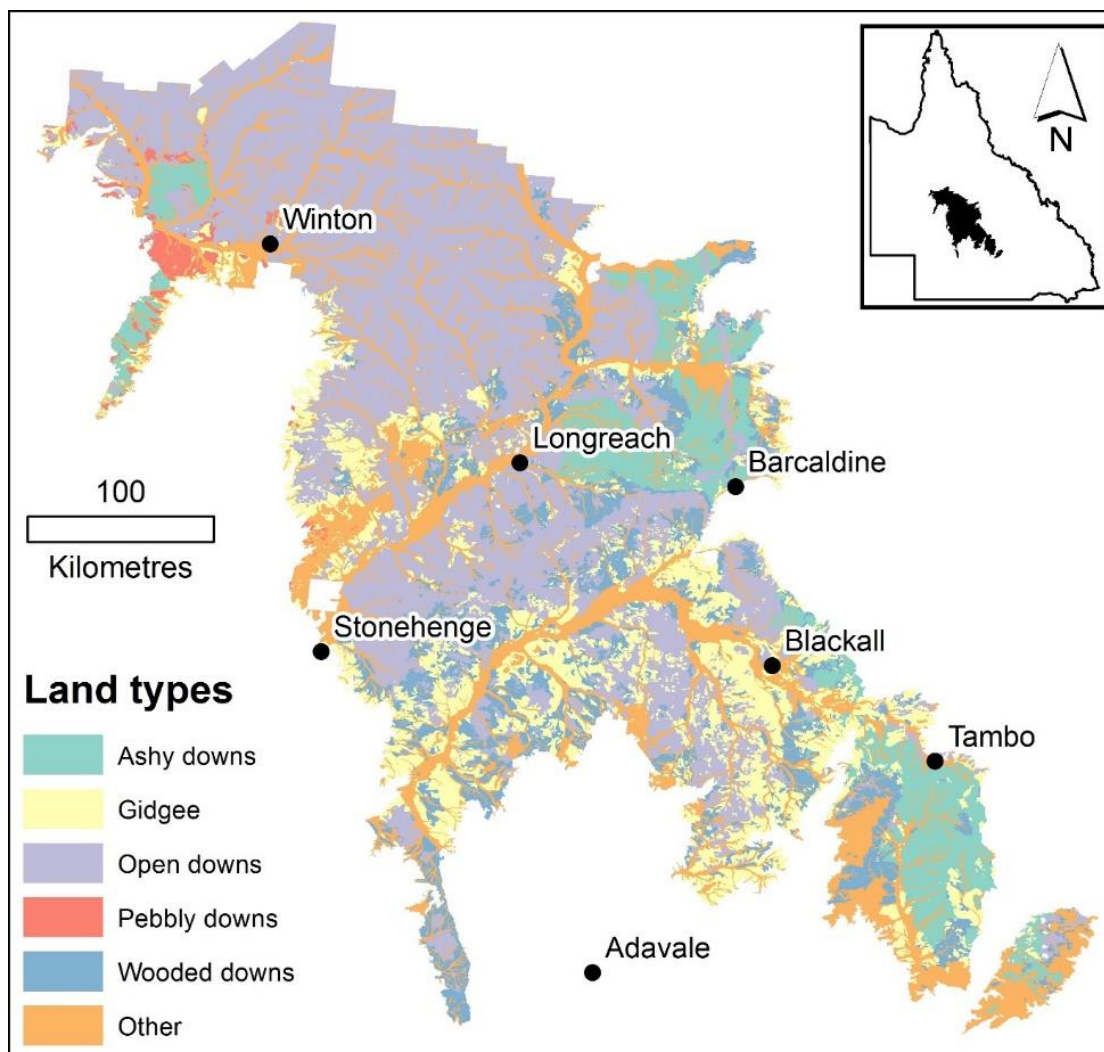 N
Winton
Longreach
Barcaldine
100
Kilometres
Stonehenge
Blackall
Land types
Tambo
Ashy downs
Gidgee
Open downs
Pebbly downs
Wooded downs
Adavale
Other